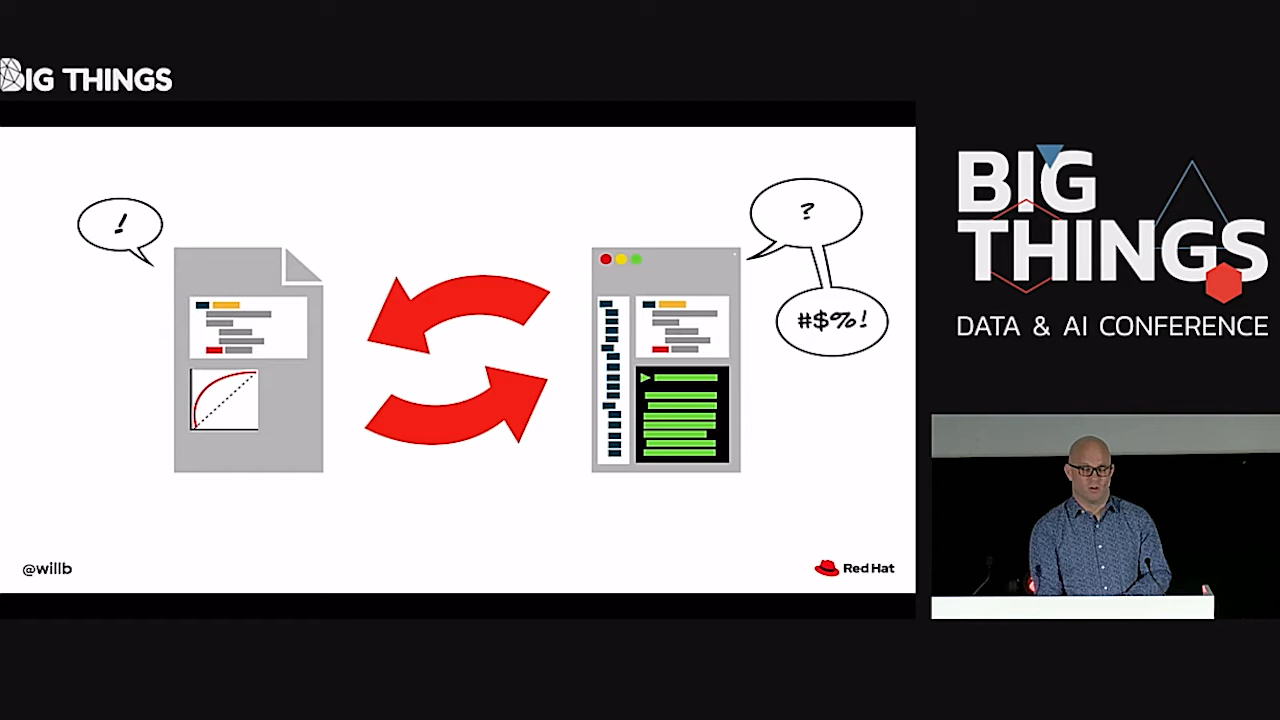 BIG THINGS
!
?
#$%!
@willb
Red Hat
BIG
THINGS
DATA & AI CONFERENCE